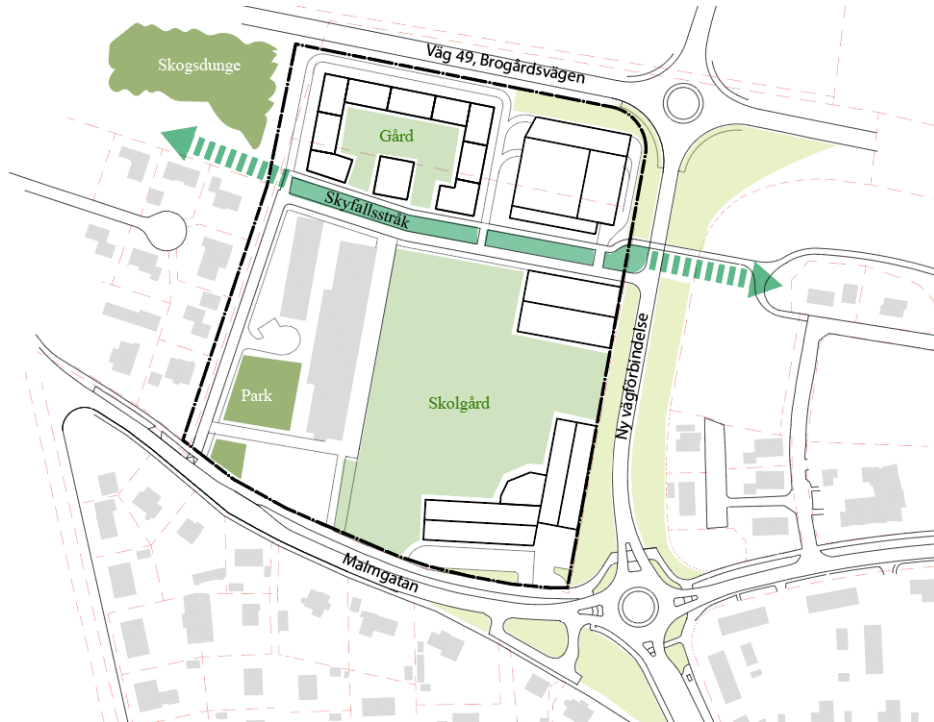 Väg 49, Brogårdsvägen
Skogsdunge
Gård
Skyfallsstråk
Ny vägförbindelse
Park
Skolgård
Malmgatan